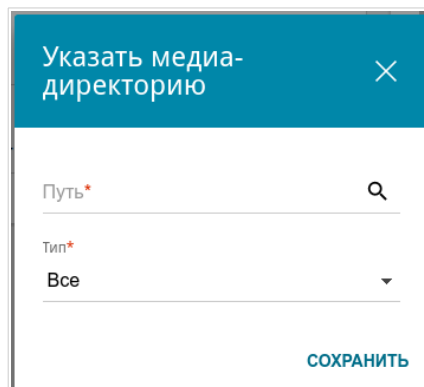 Указать медиа-
директорию
Путь*
Тип*
Все
СОХРАНИТЬ